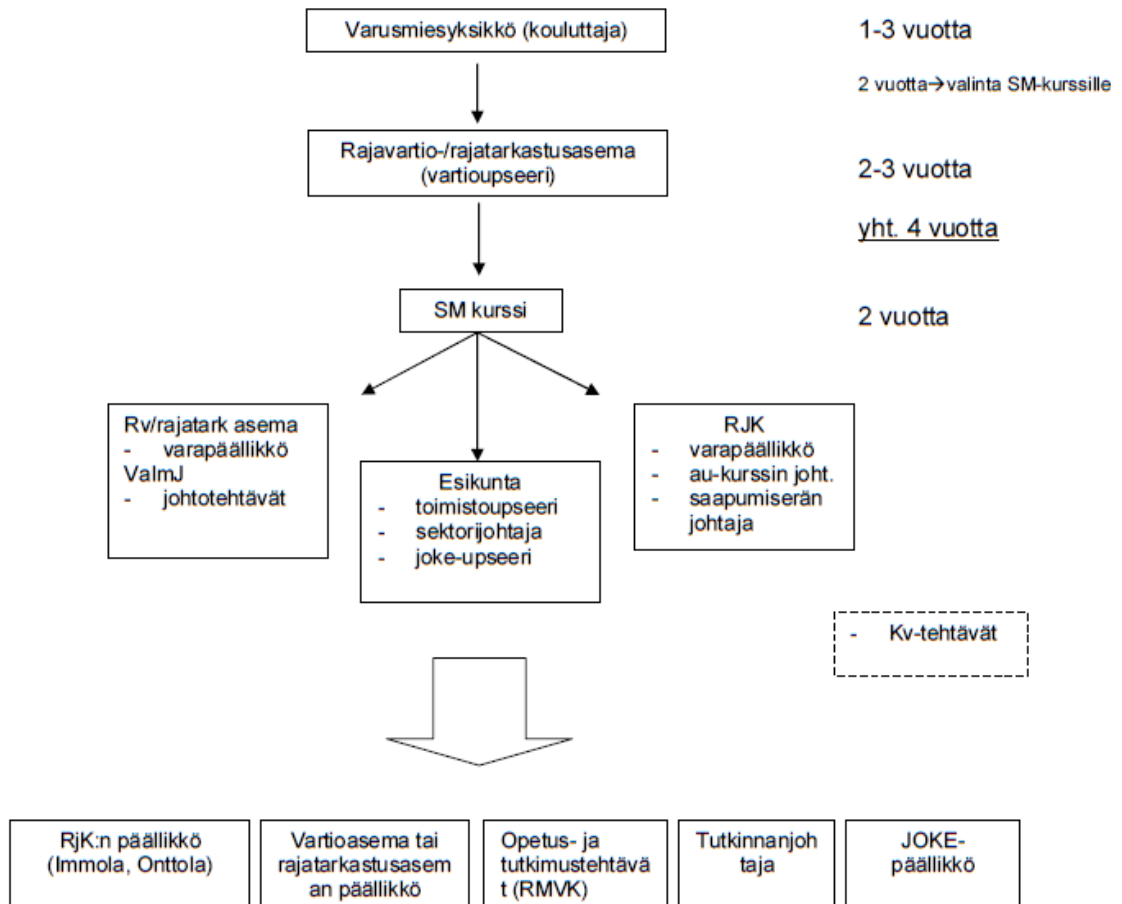 Varusmiesyksikkö (kouluttaja)
1-3 vuotta
2 vuotta→valinta SM-kurssille
Rajavartio-/rajatarkastusasema
(vartioupseeri)
2-3 vuotta
yht. 4 vuotta
SM kurssi
2 vuotta
Rv/rajatark asema
- varapäällikkö
ValmJ
- johtotehtävät
Esikunta
- toimistoupseeri
- sektorijohtaja
- joke-upseeri
RJK
- varapäällikkö
- au-kurssin joht.
- saapumiserän
johtaja
- Kv-tehtävät
RjK:n päällikkö
(Immola, Onttola)
Vartioasema tai
rajatarkastusasem
an päällikkö
Opetus- ja
tutkimustehtävä
t (RMVK)
Tutkinnanjoh
taja
JOKE-
päällikkö